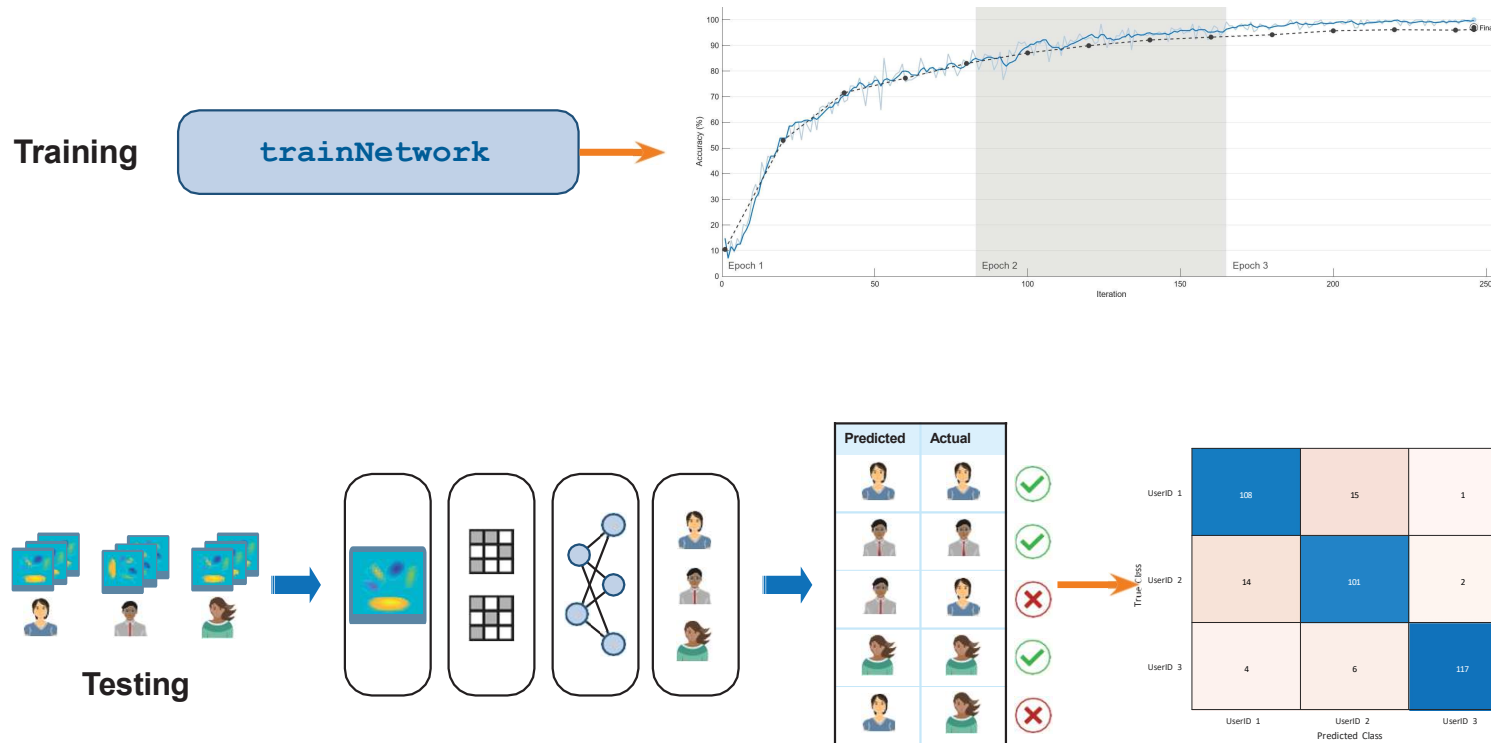 Training
trainNetwork
Accuracy (%)
100
90
80
70
60
50
40
30
20
10
0
Epoch 1
Epoch 2
Epoch 3
Fina
0
50
100
150
200
250
Iteration
Testing
Predicted Actual
True Class
UserID 1
108 15 1
UserID 2
14 101 2
UserID 3
4 6 117
UserID 1 UserID 2 UserID 3
Predicted Class